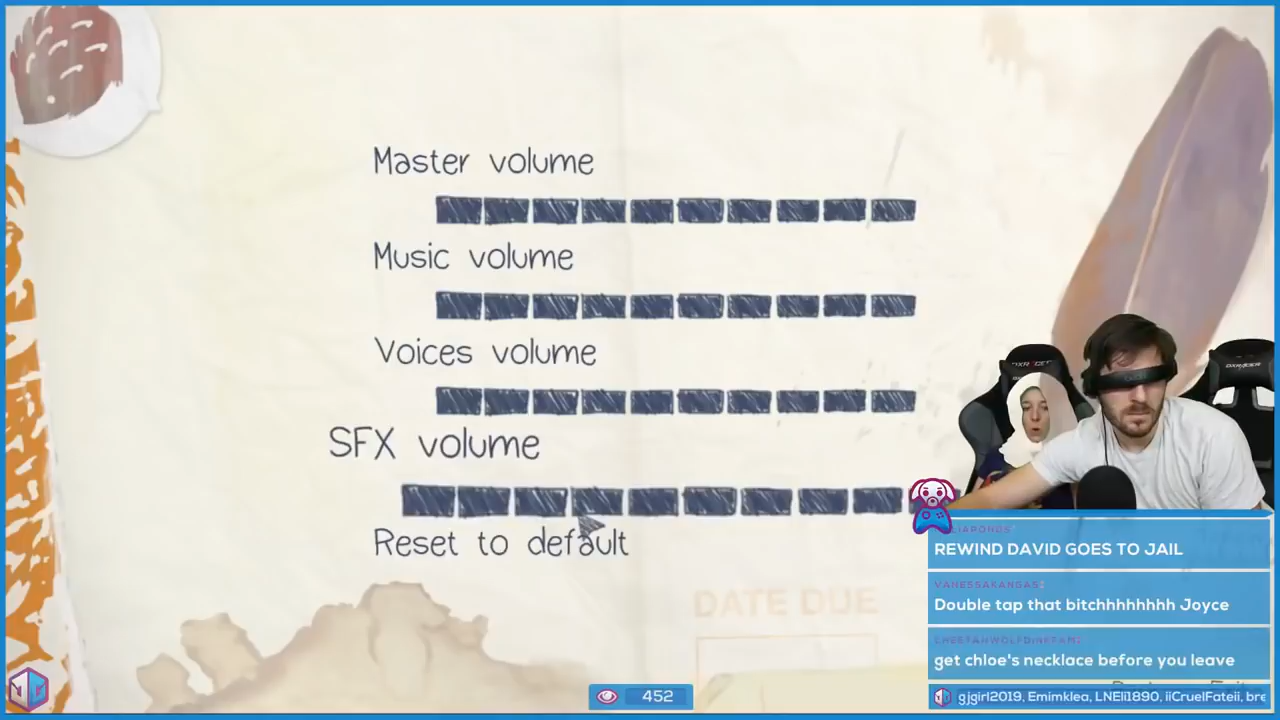 Master volume
Music volume
Voices volume
SFX volume
Reset to default
DATE DUE
REWIND DAVID GOES TO JAIL
VANESSAKANGAS:
Double tap that bitchhhhhhhh Joyce
get chloe's necklace before you leave
452
gjgirl2019, Emimklea, LNEli1890, iiCruelFateii, bre